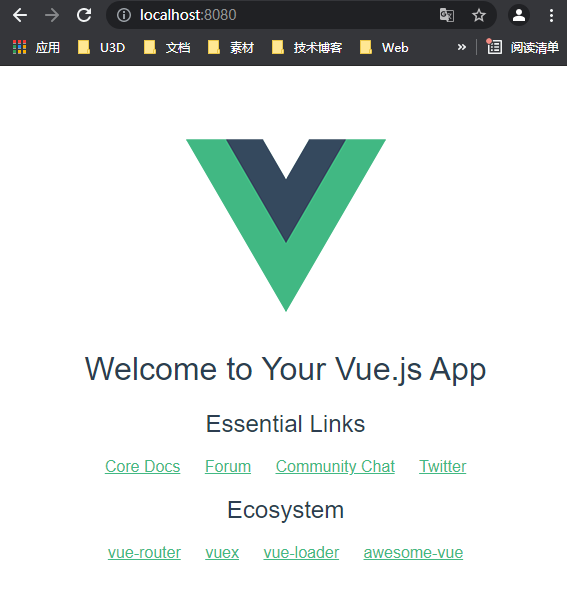 localhost:8080
应用 U3D 文档 素材 技术博客 Web » 阅读清单
Welcome to Your Vue.js App
Essential Links
Core Docs Forum Community Chat Twitter
Ecosystem
vue-router vuex vue-loader awesome-vue